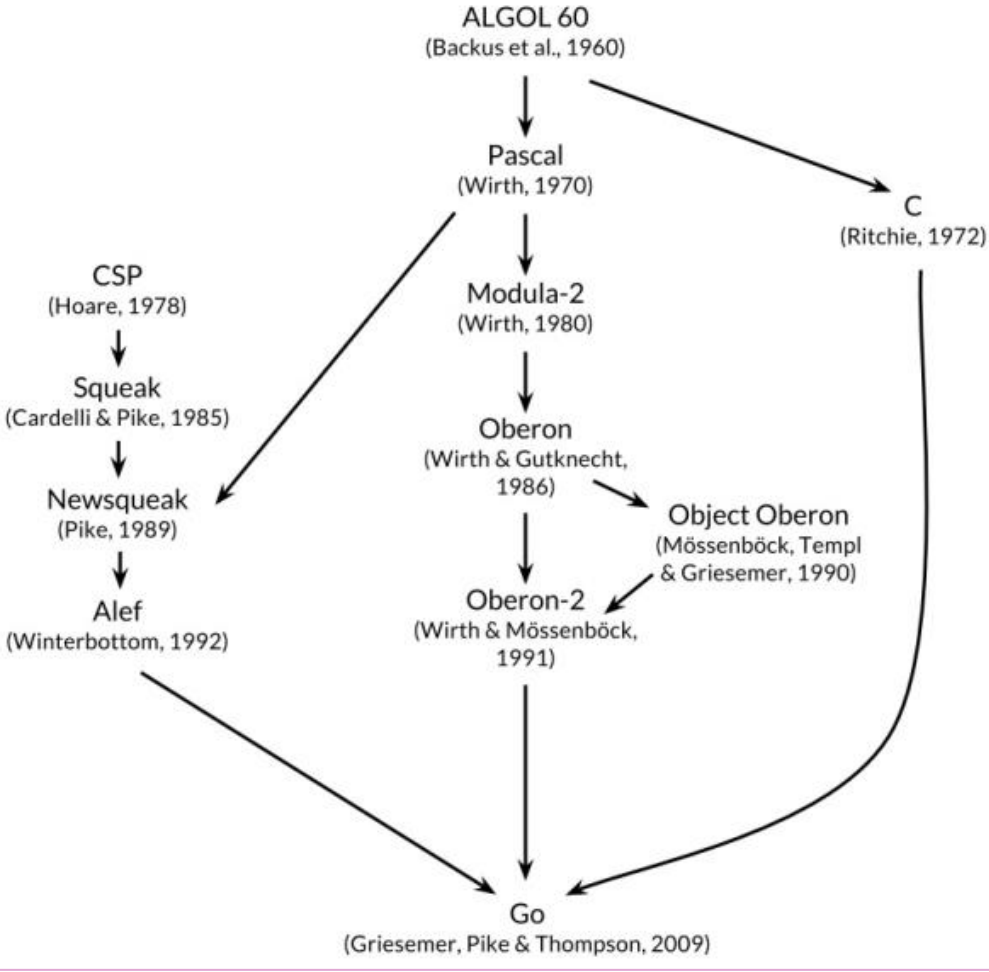 ALGOL 60
(Backus et al., 1960)
Pascal
(Wirth, 1970)
C
(Ritchie, 1972)
CSP
(Hoare, 1978)
Modula-2
(Wirth, 1980)
Squeak
(Cardelli & Pike, 1985)
Oberon
(Wirth & Gutknecht,
1986)
Newsqueak
(Pike, 1989)
Object Oberon
(Mössenböck, Templ
& Griesemer, 1990)
Alef
(Winterbottom, 1992)
Oberon-2
(Wirth & Mössenböck,
1991)
Go
(Griesemer, Pike & Thompson, 2009)